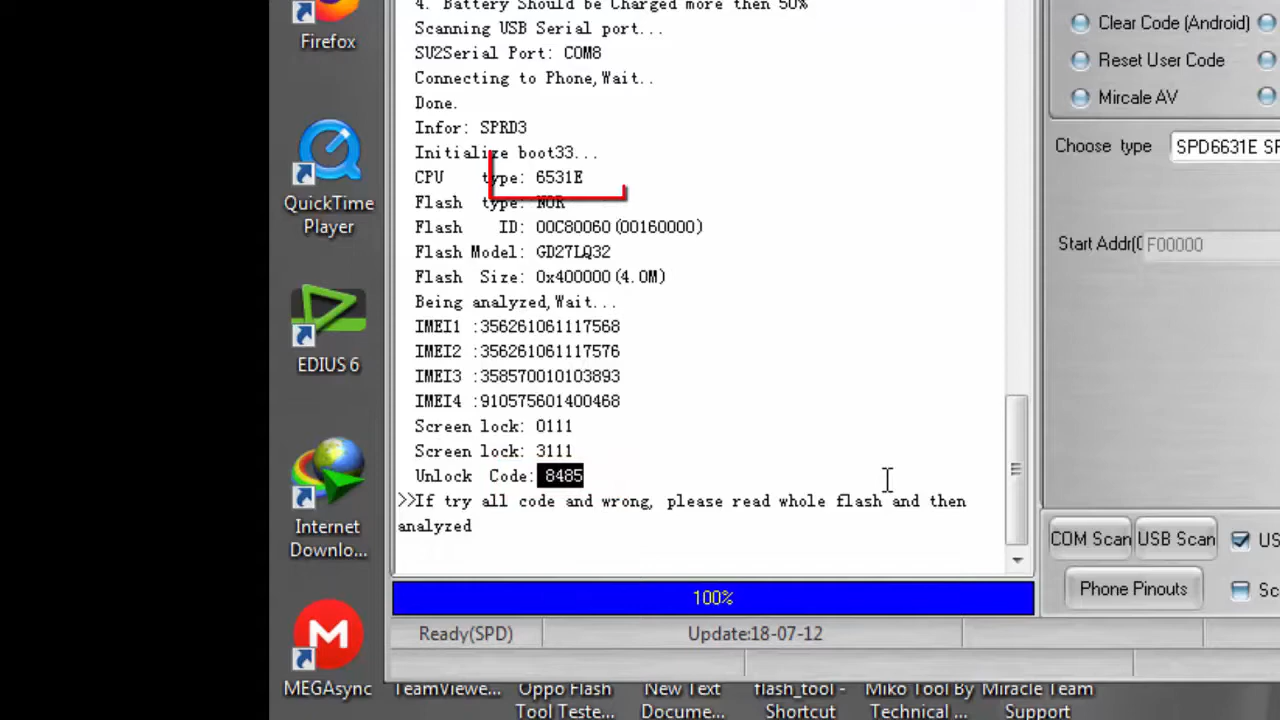 Firefox
QuickTime
Player
EDIUS 6
Internet
Downlo...
MEGAsync
4. Battery Should be Charged more then 50%
Scanning USB Serial port...
SU2Serial Port: COM8
Connecting to Phone,Wait..
Done.
Infor: SPRD3
Initialize boot33...
CPU type: 6531E
Flash type: NOR
Flash ID: 00C80060(00160000)
Flash Model: GD27LQ32
Flash Size: 0x400000(4.0M)
Being analyzed,Wait...
IMEI1 :356261061117568
IMEI2 :356261061117576
IMEI3 :358570010103893
IMEI4 :910575601400468
Screen lock: 0111
Screen lock: 3111
Unlock Code: 8485
>>If try all code and wrong, please read whole flash and then
analyzed
100%
Ready(SPD) Update:18-07-12
Clear Code (Android)
Reset User Code
Mircale AV
Choose type SPD6631E SF
Start Addr(( F00000
COM Scan USB Scan US
Phone Pinouts Sc
TeamViewe... Oppo Flash New Text flash_tool - Miko Tool By Miracle Team
Tool Teste... Docume... Shortcut Technical ... Support